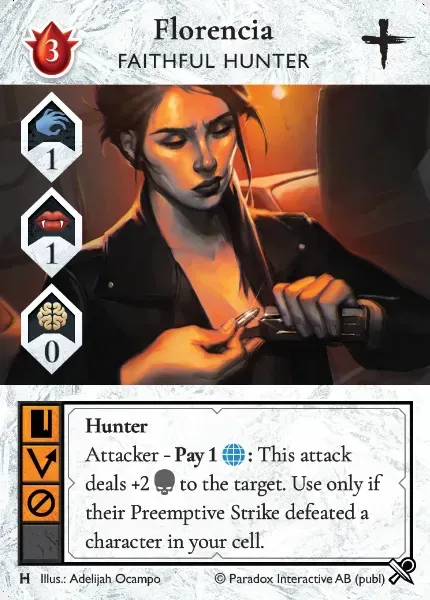 Florencia
3
FAITHFUL HUNTER
1
1
0
Hunter
Attacker - Pay 1 : This attack
deals +2 to the target. Use only if
their Preemptive Strike defeated a
character in your cell.
H Illus.: Adelijah Ocampo © Paradox Interactive AB (publ)